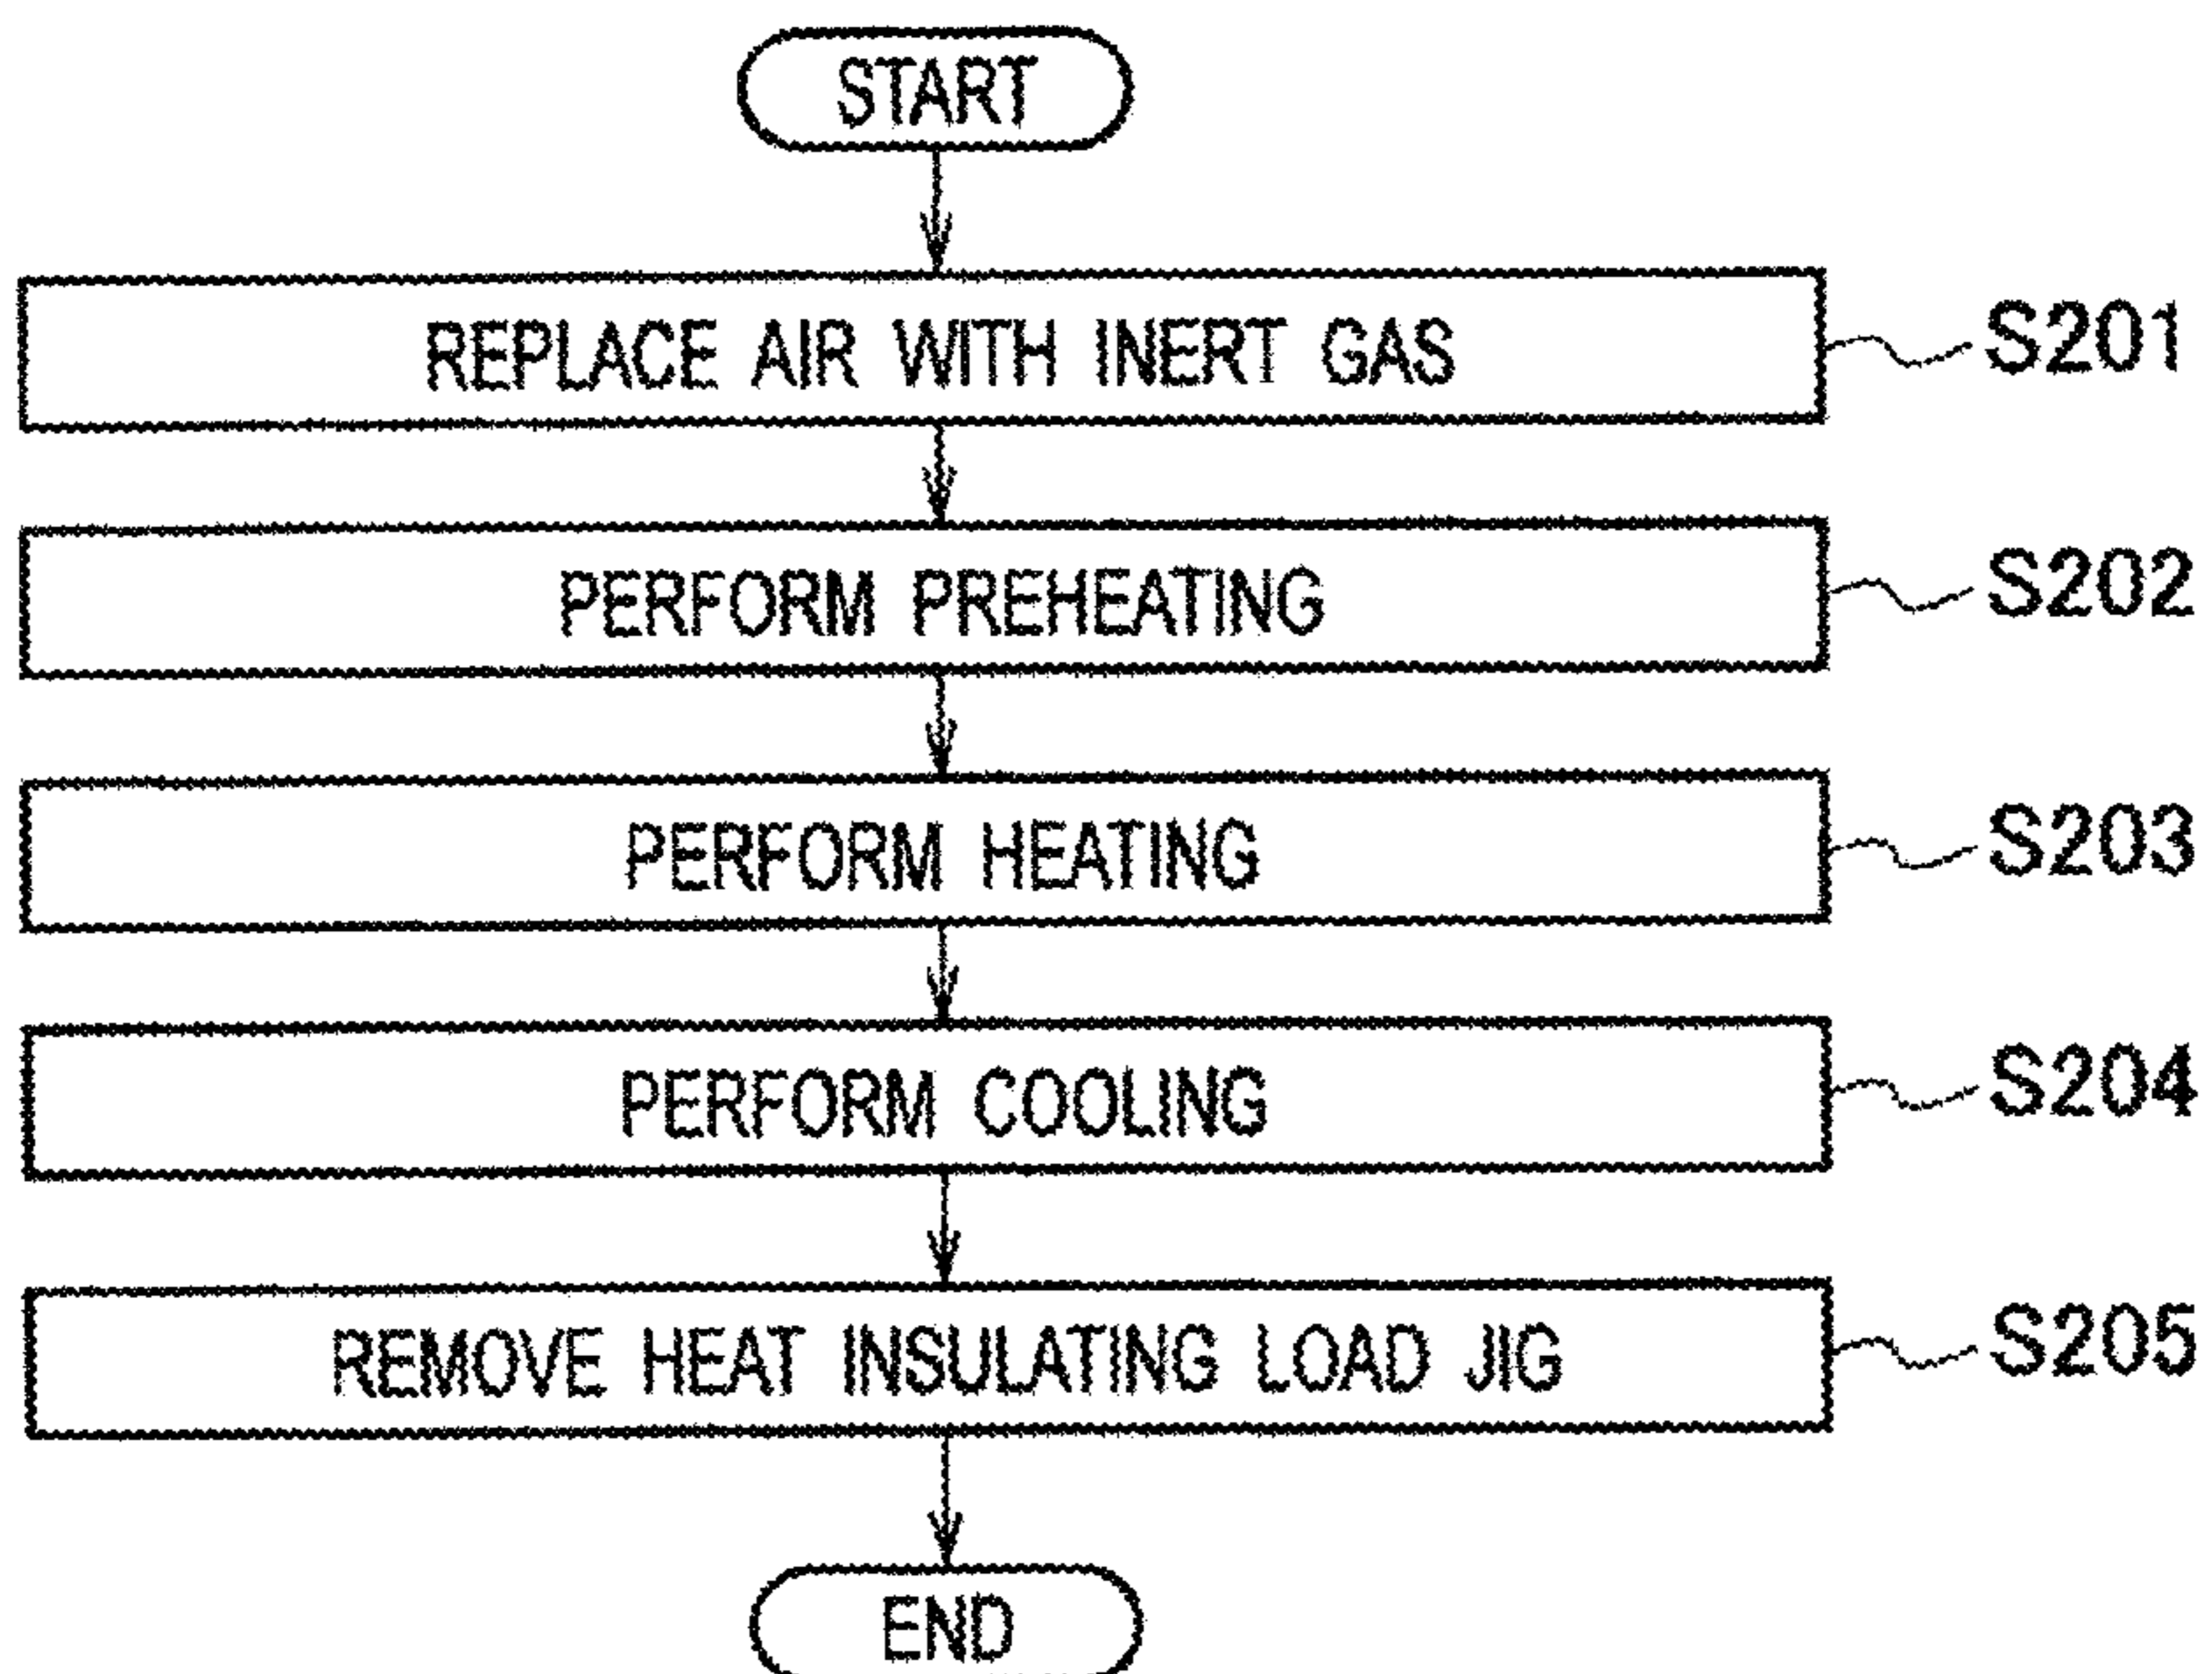 START
REPLACE AIR WITH INERT GAS
S201
PERFORM PREHEATING
S202
PERFORM HEATING
S203
PERFORM COOLING
S204
REMOVE HEAT INSULATING LOAD JIG
S205
END